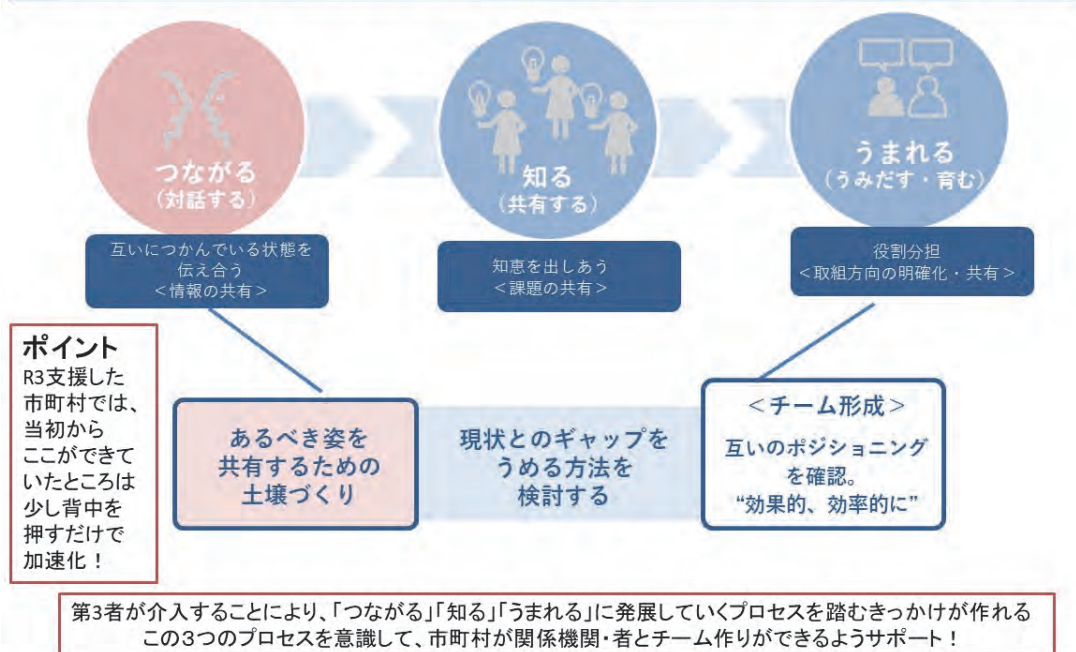 つながる
（対話する）
知る
（共有する）
うまれる
（うみだす・育む）
互いにつかんでいる状態を
伝え合う
＜情報の共有＞
知恵を出しあう
＜課題の共有＞
役割分担
＜取組方向の明確化・共有＞
ポイント
R3支援した
市町村では、
当初から
ここができて
いたところは
少し背中を
押すだけで
加速化！
あるべき姿を
共有するための
土壌づくり
現状とのギャップを
うめる方法を
検討する
＜チーム形成＞
互いのポジショニング
を確認。
“効果的、効率的に”
第3者が介入することにより、「つながる」「知る」「うまれる」に発展していくプロセスを踏むきっかけが作れる
この３つのプロセスを意識して、市町村が関係機関・者とチーム作りができるようサポート！